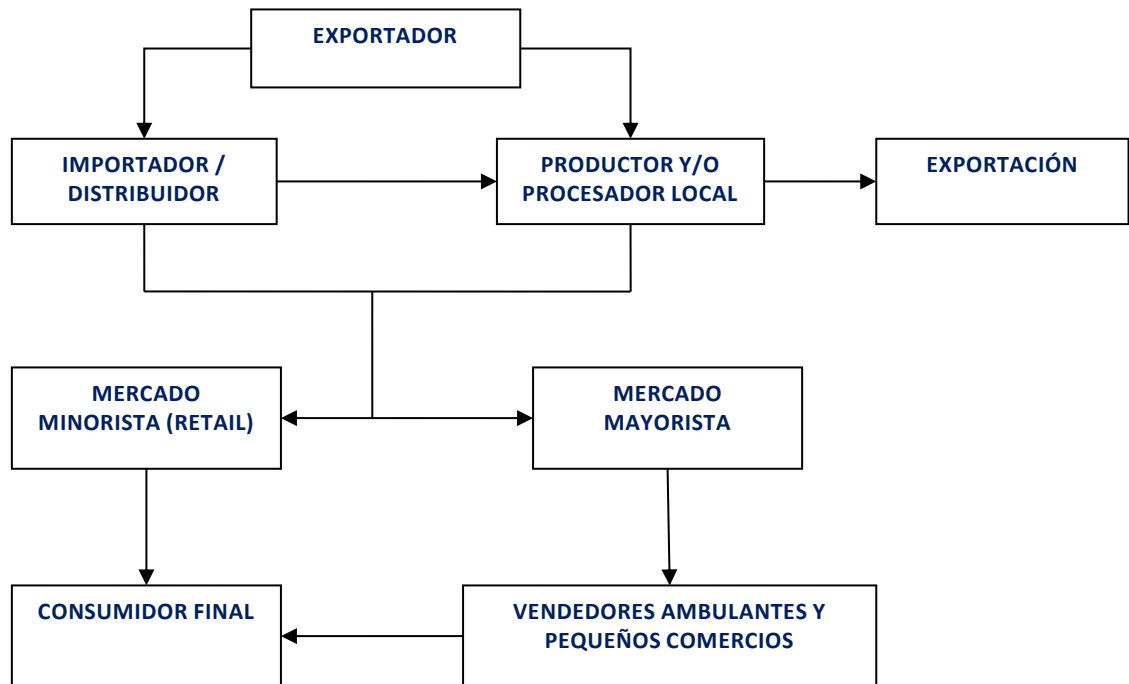 EXPORTADOR
IMPORTADOR /
DISTRIBUIDOR
PRODUCTOR Y/O
PROCESADOR LOCAL
EXPORTACIÓN
MERCADO
MINORISTA (RETAIL)
MERCADO
MAYORISTA
CONSUMIDOR FINAL
VENDEDORES AMBULANTES Y
PEQUEÑOS COMERCIOS